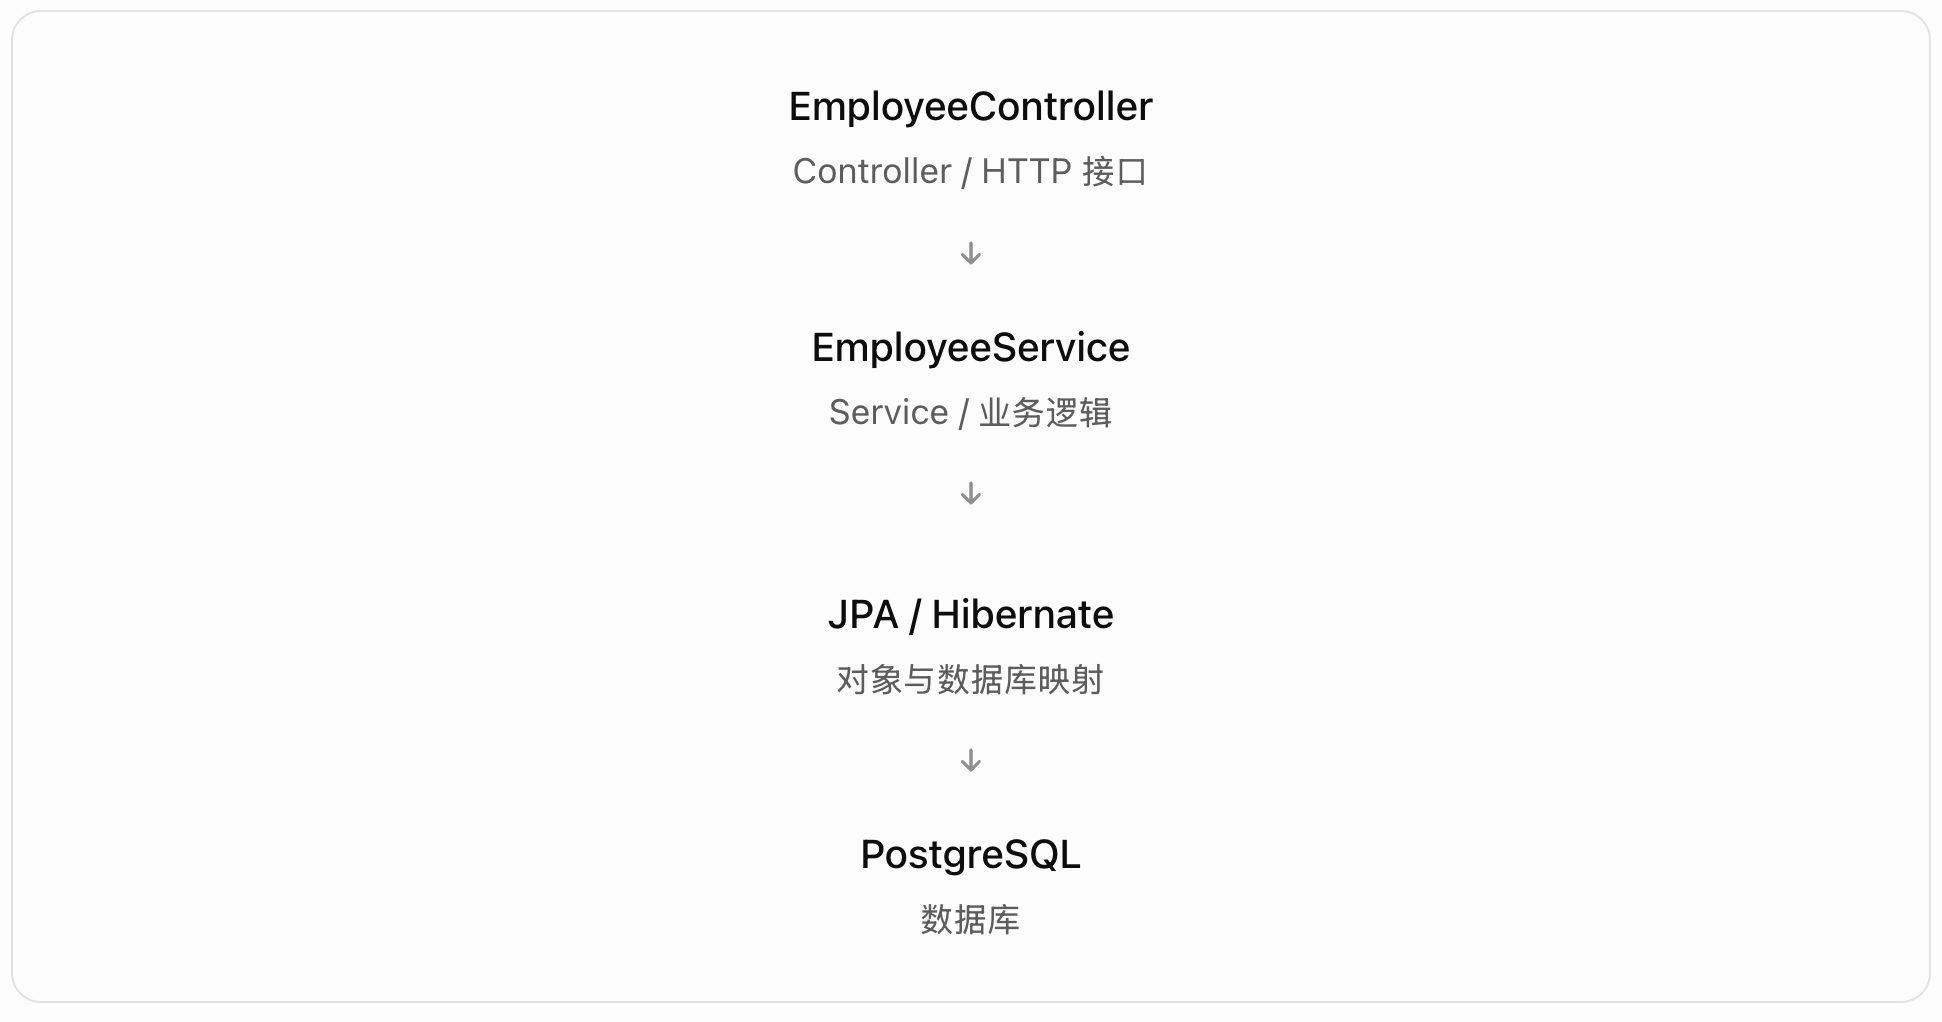 EmployeeController
Controller / HTTP 接口
↓
EmployeeService
Service / 业务逻辑
↓
JPA / Hibernate
对象与数据库映射
↓
PostgreSQL
数据库